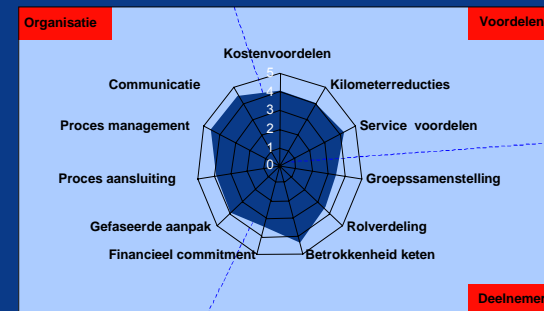 Organisatie
Voordelen
Kostenvoordelen
Communicatie
Kilometerreducties
Proces management
Service voordelen
Proces aansluiting
Groepssamenstelling
Gefaseerde aanpak
Rolverdeling
Financieel commitment
Betrokkenheid keten
5
4
3
2
1
0
Deelnemer